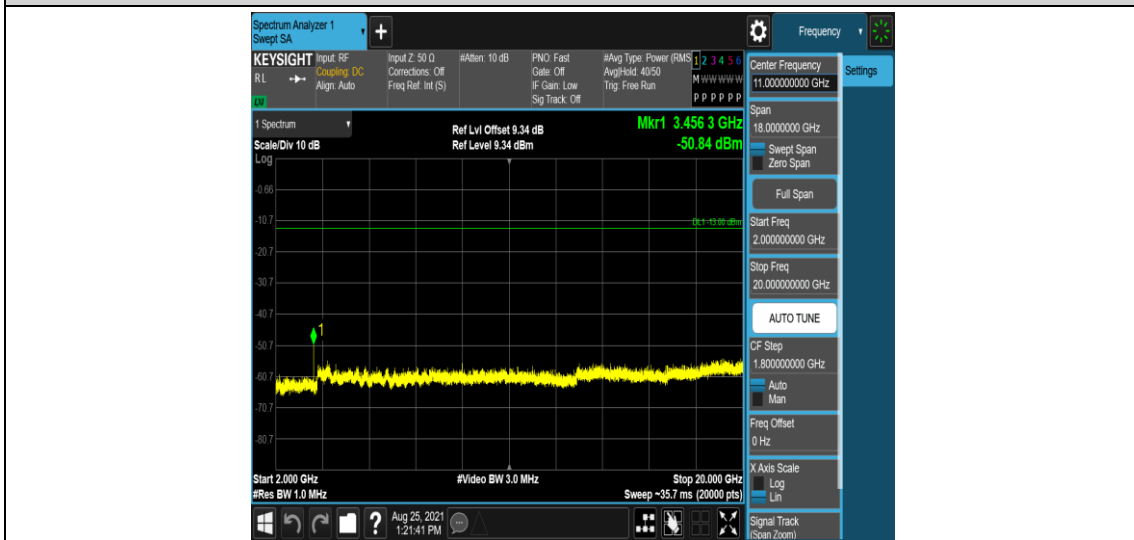 Spectrum Analyzer 1
Swept SA
+
Frequency
KEYSIGHT
RL
LXI
Input: RF
Coupling: DC
Align: Auto
Input Z: 50 Ω
Corrections: Off
Freq Ref: Int (S)
#Atten: 10 dB
PNO: Fast
Gate: Off
IF Gain: Low
Sig Track: Off
#Avg Type: Power (RMS
Avg|Hold: 40/50
Trig: Free Run
1 2 3 4 5 6
M W W W W W
P P P P P P
1 Spectrum
Scale/Div 10 dB
Log
Ref Lvl Offset 9.34 dB
Ref Level 9.34 dBm
Mkr1 3.456 3 GHz
-50.84 dBm
-0.66
-10.7
DL1 -13.00 dBm
-20.7
-30.7
-40.7
1
-50.7
-60.7
-70.7
-80.7
Start 2.000 GHz
#Res BW 1.0 MHz
#Video BW 3.0 MHz
Stop 20.000 GHz
Sweep ~35.7 ms (20000 pts)
Center Frequency
11.000000000 GHz
Settings
Span
18.0000000 GHz
Swept Span
Zero Span
Full Span
Start Freq
2.000000000 GHz
Stop Freq
20.000000000 GHz
AUTO TUNE
CF Step
1.800000000 GHz
Auto
Man
Freq Offset
0 Hz
X Axis Scale
Log
Lin
Signal Track
(Span Zoom)
?
Aug 25, 2021
1:21:41 PM